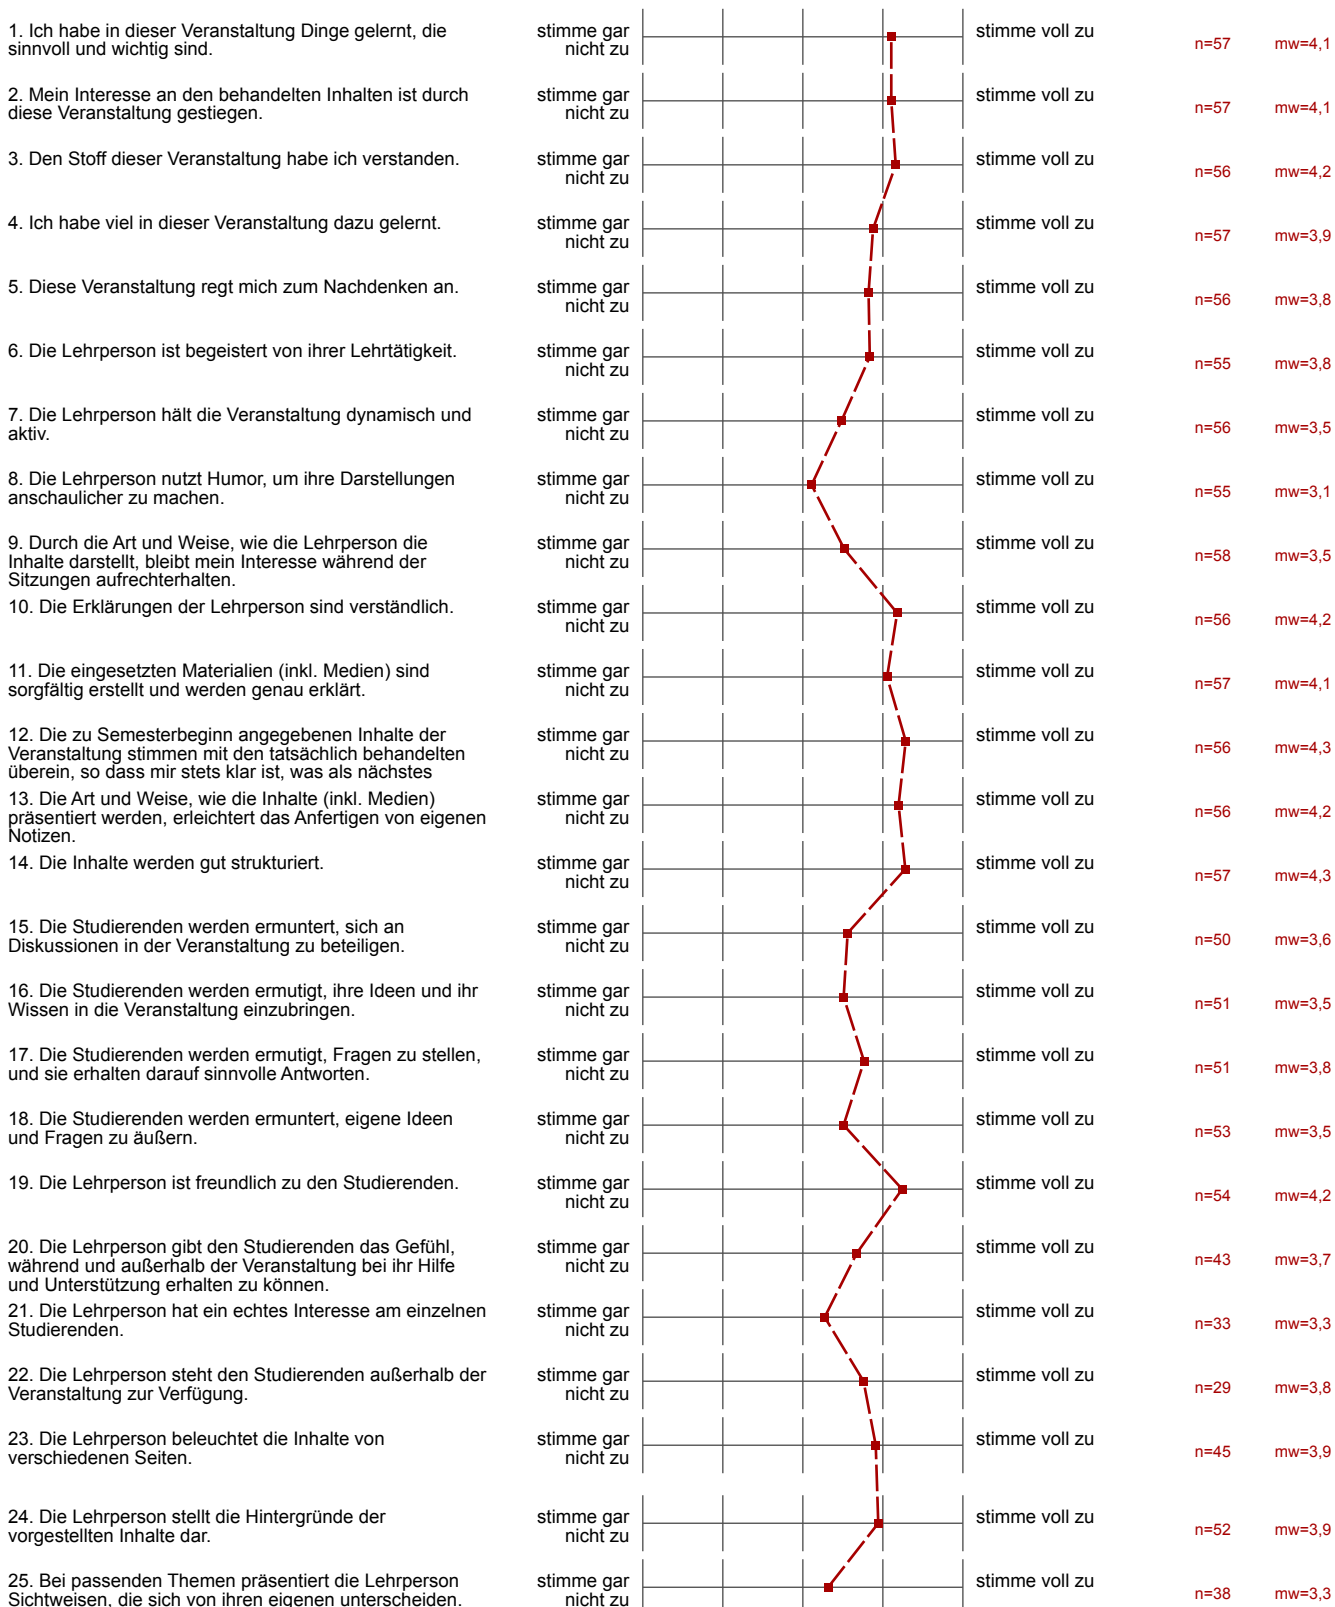 1. Ich habe in dieser Veranstaltung Dinge gelernt, die
sinnvoll und wichtig sind.
stimme gar
nicht zu
stimme voll zu
n=57
mw=4,1
2. Mein Interesse an den behandelten Inhalten ist durch
diese Veranstaltung gestiegen.
stimme gar
nicht zu
stimme voll zu
n=57
mw=4,1
3. Den Stoff dieser Veranstaltung habe ich verstanden.
stimme gar
nicht zu
stimme voll zu
n=56
mw=4,2
4. Ich habe viel in dieser Veranstaltung dazu gelernt.
stimme gar
nicht zu
stimme voll zu
n=57
mw=3,9
5. Diese Veranstaltung regt mich zum Nachdenken an.
stimme gar
nicht zu
stimme voll zu
n=56
mw=3,8
6. Die Lehrperson ist begeistert von ihrer Lehrtätigkeit.
stimme gar
nicht zu
stimme voll zu
n=55
mw=3,8
7. Die Lehrperson hält die Veranstaltung dynamisch und
aktiv.
stimme gar
nicht zu
stimme voll zu
n=56
mw=3,5
8. Die Lehrperson nutzt Humor, um ihre Darstellungen
anschaulicher zu machen.
stimme gar
nicht zu
stimme voll zu
n=55
mw=3,1
9. Durch die Art und Weise, wie die Lehrperson die
Inhalte darstellt, bleibt mein Interesse während der
Sitzungen aufrechterhalten.
stimme gar
nicht zu
stimme voll zu
n=58
mw=3,5
10. Die Erklärungen der Lehrperson sind verständlich.
stimme gar
nicht zu
stimme voll zu
n=56
mw=4,2
11. Die eingesetzten Materialien (inkl. Medien) sind
sorgfältig erstellt und werden genau erklärt.
stimme gar
nicht zu
stimme voll zu
n=57
mw=4,1
12. Die zu Semesterbeginn angegebenen Inhalte der
Veranstaltung stimmen mit den tatsächlich behandelten
überein, so dass mir stets klar ist, was als nächstes
stimme gar
nicht zu
stimme voll zu
n=56
mw=4,3
13. Die Art und Weise, wie die Inhalte (inkl. Medien)
präsentiert werden, erleichtert das Anfertigen von eigenen
Notizen.
stimme gar
nicht zu
stimme voll zu
n=56
mw=4,2
14. Die Inhalte werden gut strukturiert.
stimme gar
nicht zu
stimme voll zu
n=57
mw=4,3
15. Die Studierenden werden ermuntert, sich an
Diskussionen in der Veranstaltung zu beteiligen.
stimme gar
nicht zu
stimme voll zu
n=50
mw=3,6
16. Die Studierenden werden ermutigt, ihre Ideen und ihr
Wissen in die Veranstaltung einzubringen.
stimme gar
nicht zu
stimme voll zu
n=51
mw=3,5
17. Die Studierenden werden ermutigt, Fragen zu stellen,
und sie erhalten darauf sinnvolle Antworten.
stimme gar
nicht zu
stimme voll zu
n=51
mw=3,8
18. Die Studierenden werden ermuntert, eigene Ideen
und Fragen zu äußern.
stimme gar
nicht zu
stimme voll zu
n=53
mw=3,5
19. Die Lehrperson ist freundlich zu den Studierenden.
stimme gar
nicht zu
stimme voll zu
n=54
mw=4,2
20. Die Lehrperson gibt den Studierenden das Gefühl,
während und außerhalb der Veranstaltung bei ihr Hilfe
und Unterstützung erhalten zu können.
stimme gar
nicht zu
stimme voll zu
n=43
mw=3,7
21. Die Lehrperson hat ein echtes Interesse am einzelnen
Studierenden.
stimme gar
nicht zu
stimme voll zu
n=33
mw=3,3
22. Die Lehrperson steht den Studierenden außerhalb der
Veranstaltung zur Verfügung.
stimme gar
nicht zu
stimme voll zu
n=29
mw=3,8
23. Die Lehrperson beleuchtet die Inhalte von
verschiedenen Seiten.
stimme gar
nicht zu
stimme voll zu
n=45
mw=3,9
24. Die Lehrperson stellt die Hintergründe der
vorgestellten Inhalte dar.
stimme gar
nicht zu
stimme voll zu
n=52
mw=3,9
25. Bei passenden Themen präsentiert die Lehrperson
Sichtweisen, die sich von ihren eigenen unterscheiden.
stimme gar
nicht zu
stimme voll zu
n=38
mw=3,3